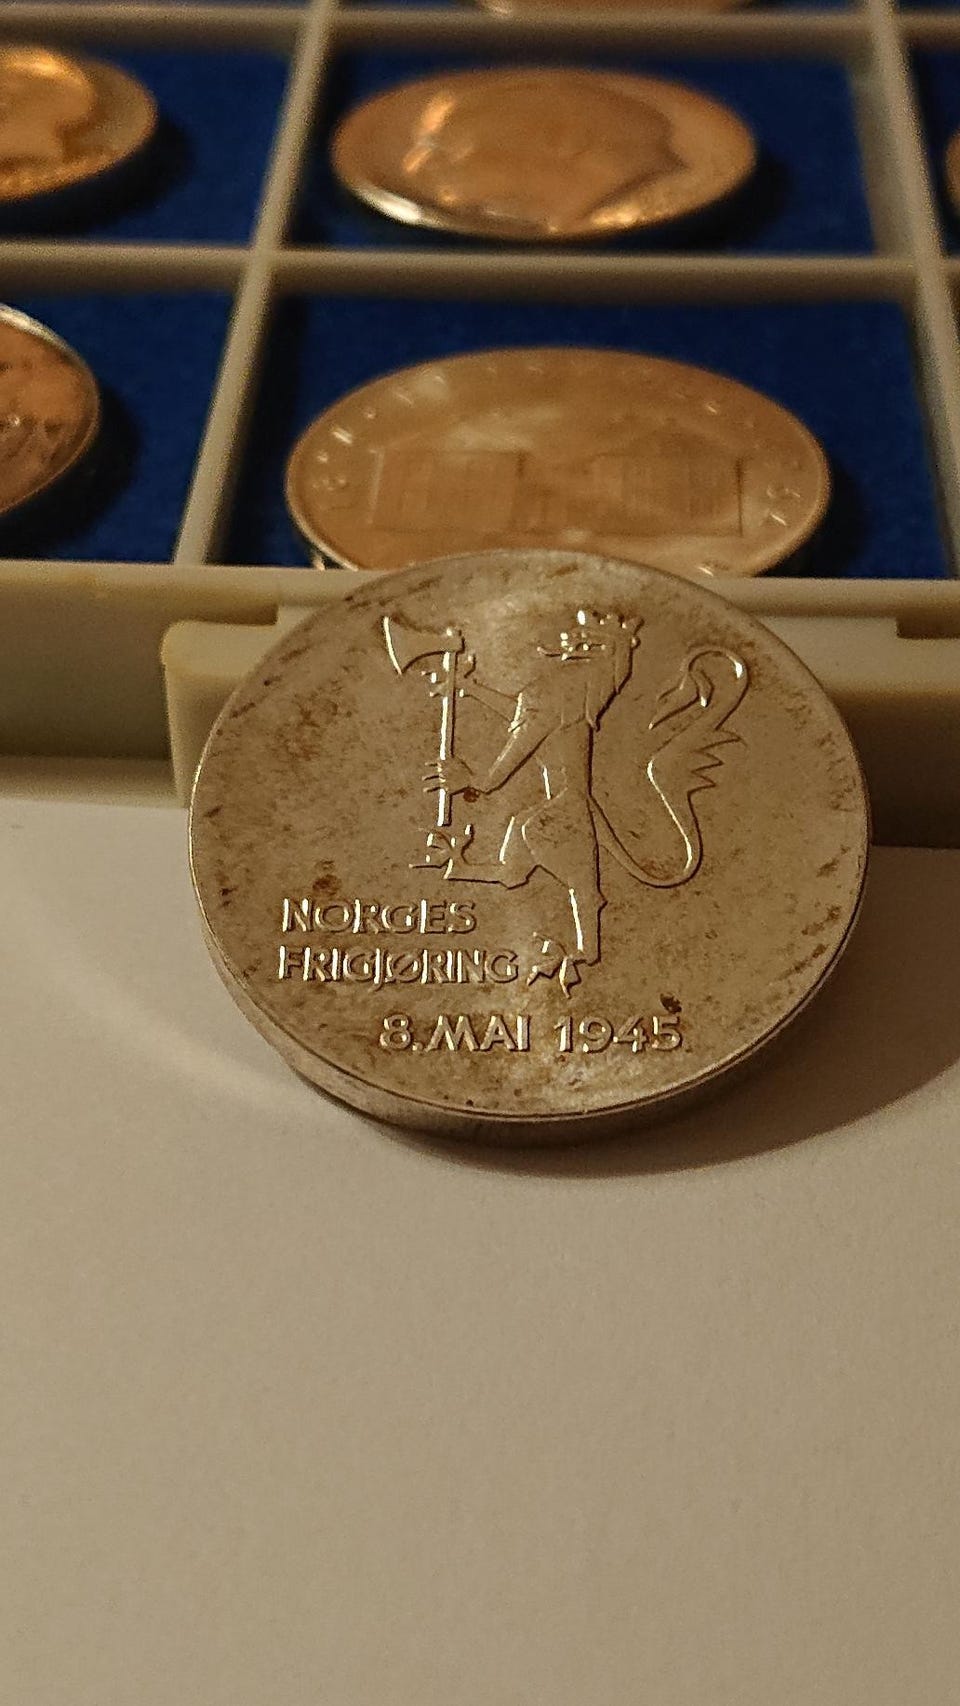 NORGES
FRIGJØRING
8. MAI 1945